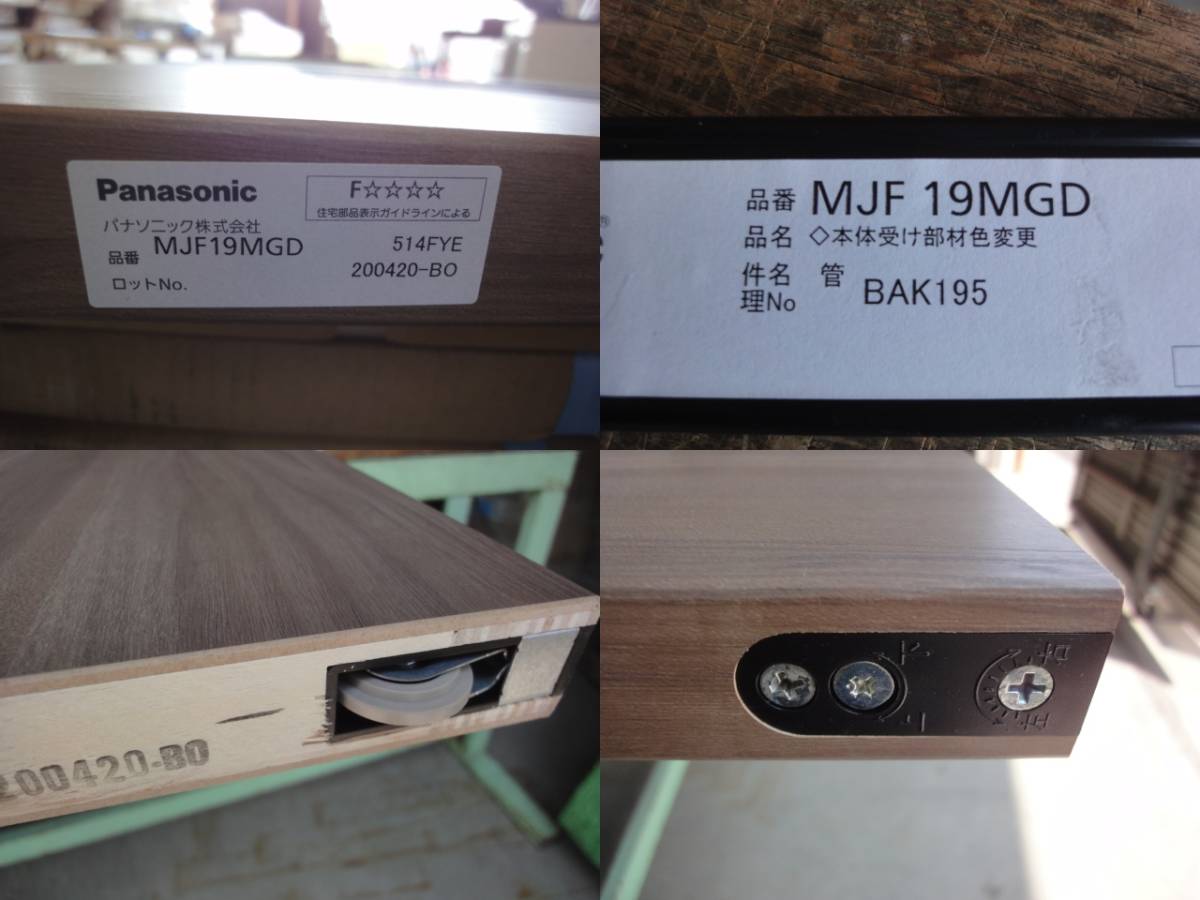 Panasonic
F☆☆☆☆
住宅部品表示ガイドラインによる
パナソニック株式会社
品番 MJF19MGD 514FYE
ロットNo. 200420-BO
品番 MJF 19MGD
品名 ◇本体受け部材色変更
件名 管
理No BAK195
200420-BO
上
下